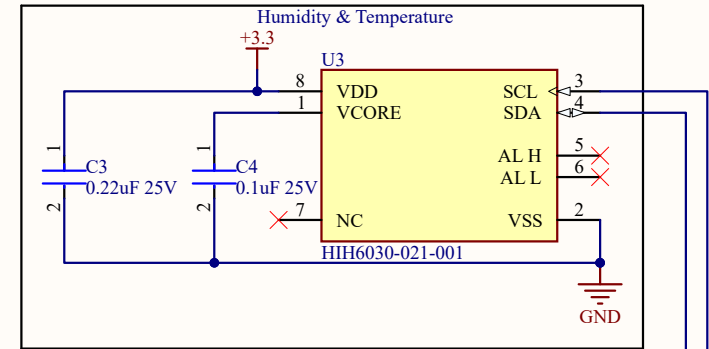 Humidity & Temperature
+3.3
U3
8
VDD
SCL
3
1
VCORE
SDA
4
1
C3
0.22uF 25V
2
1
C4
0.1uF 25V
2
AL H
5
AL L
6
7
NC
VSS
2
HIH6030-021-001
GND